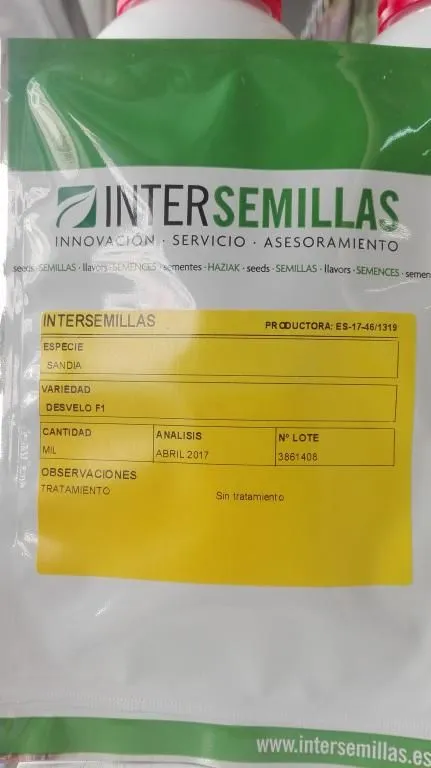 INTERSEMILLAS
INNOVACIÓN · SERVICIO · ASESORAMIENTO
seeds · SEMILLAS · llavors · SEMENCES · sementes · HAZIAK · seeds · SEMILLAS · llavors · SEMENCES · semen
INTERSEMILLAS PRODUCTORA: ES-17-46/1319
ESPECIE
SANDIA
VARIEDAD
DESVELO F1
CANTIDAD ANALISIS Nº LOTE
MIL ABRIL 2017 3861408
OBSERVACIONES
TRATAMIENTO Sin tratamiento
www.intersemillas.es